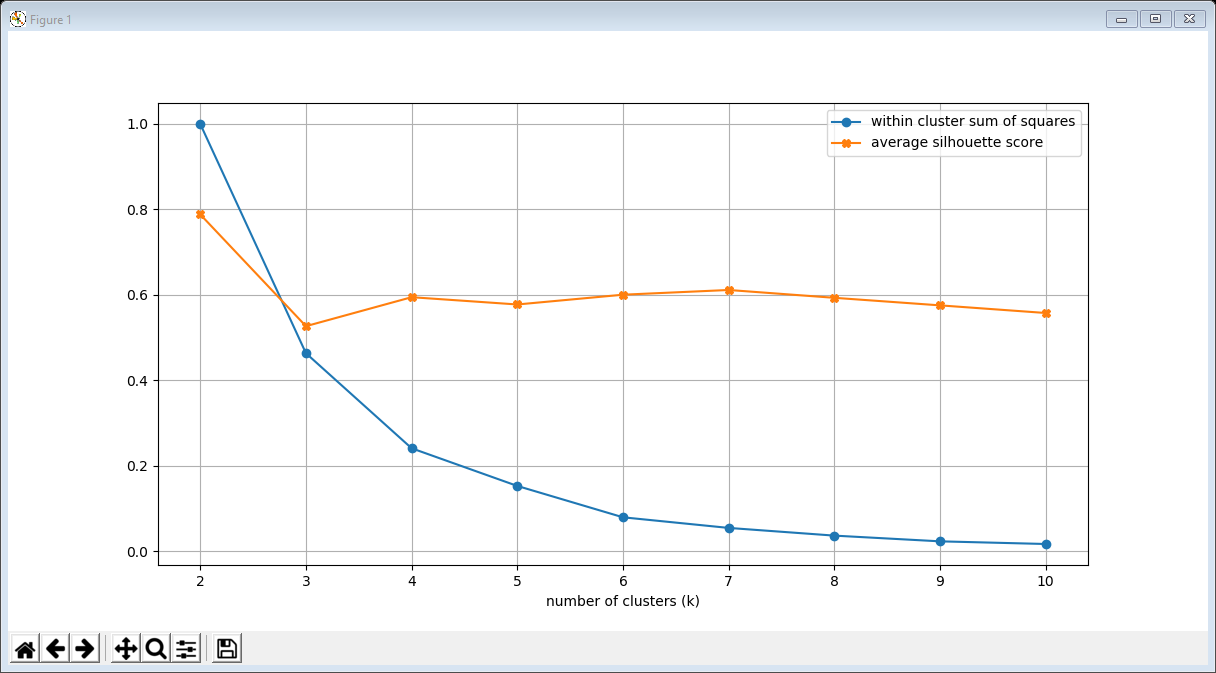 Figure 1
within cluster sum of squares
average silhouette score
1.0
0.8
0.6
0.4
0.2
0.0
2 3 4 5 6 7 8 9 10
number of clusters (k)